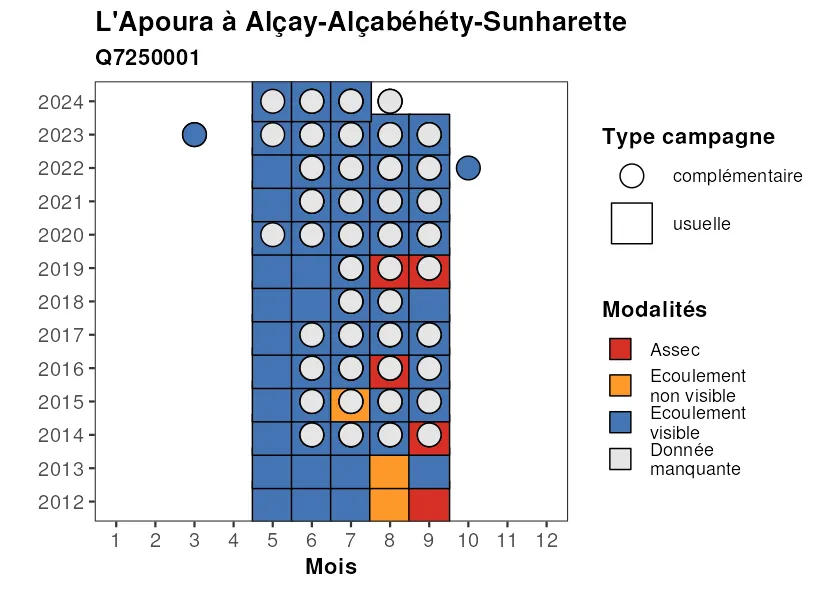 L'Apoura à Alçay-Alçabéhéty-Sunharette
Q7250001
2024
2023
2022
2021
2020
2019
2018
2017
2016
2015
2014
2013
2012
1 2 3 4 5 6 7 8 9 10 11 12
Mois
Type campagne
complémentaire
usuelle
Modalités
Assec
Ecoulement
non visible
Ecoulement
visible
Donnée
manquante